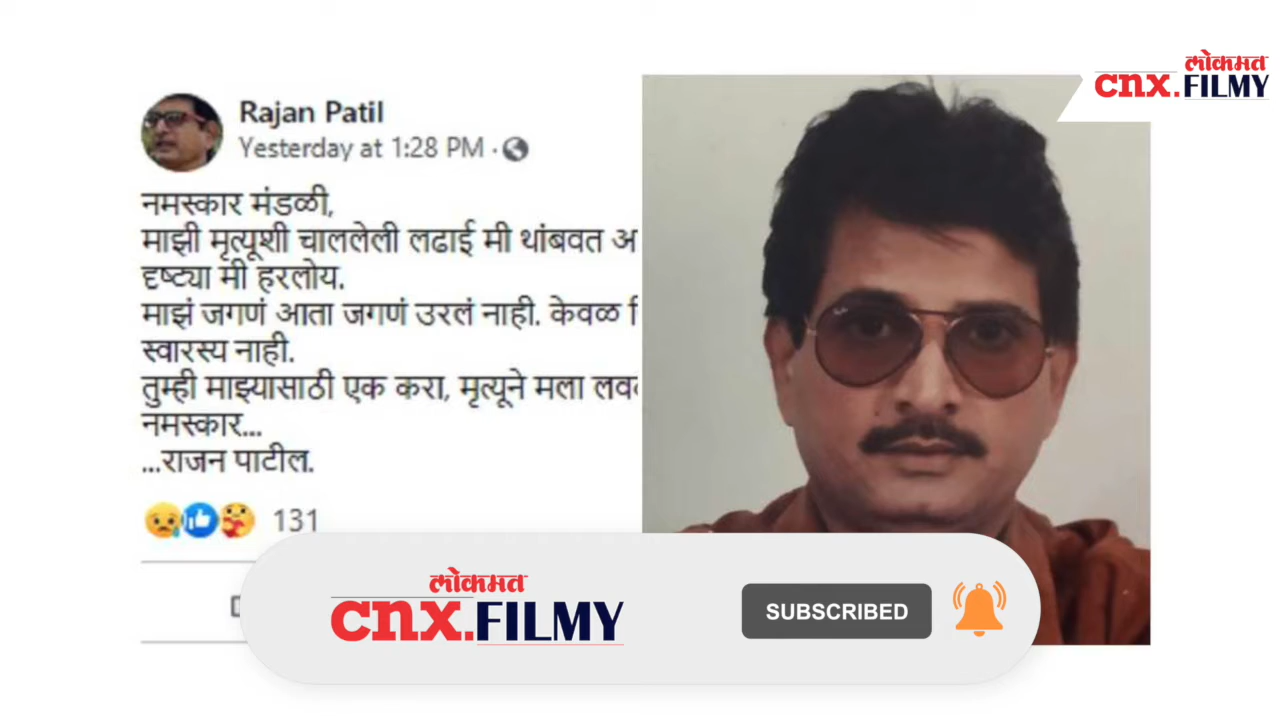 लोकमत
cnx.FILMY
Rajan Patil
Yesterday at 1:28 PM ·
नमस्कार मंडळी,
माझी मृत्यूशी चाललेली लढाई मी थांबवत
दृष्ट्या मी हरलोय.
माझं जगणं आता जगणं उरलं नाही. केवळ
स्वारस्य नाही.
तुम्ही माझ्यासाठी एक करा, मृत्यूने मला
नमस्कार...
...राजन पाटील.
131
लोकमत
cnx.FILMY
SUBSCRIBED